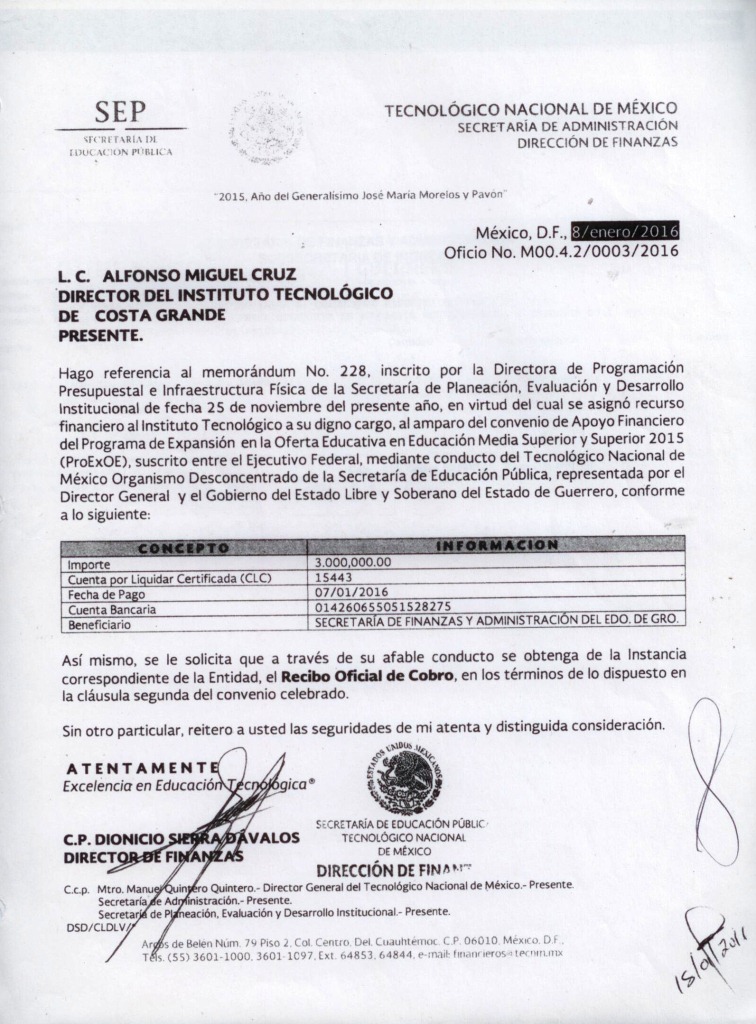 SEP
SECRETARÍA DE
EDUCACIÓN PÚBLICA
TECNOLÓGICO NACIONAL DE MÉXICO
SECRETARÍA DE ADMINISTRACIÓN
DIRECCIÓN DE FINANZAS
"2015, Año del Generalísimo José María Morelos y Pavón"
México, D.F., 8/enero/2016
Oficio No. M00.4.2/0003/2016
L. C. ALFONSO MIGUEL CRUZ
DIRECTOR DEL INSTITUTO TECNOLÓGICO
DE COSTA GRANDE
PRESENTE.
Hago referencia al memorándum No. 228, inscrito por la Directora de Programación
Presupuestal e Infraestructura Física de la Secretaría de Planeación, Evaluación y Desarrollo
Institucional de fecha 25 de noviembre del presente año, en virtud del cual se asignó recurso
financiero al Instituto Tecnológico a su digno cargo, al amparo del convenio de Apoyo Financiero
del Programa de Expansión en la Oferta Educativa en Educación Media Superior y Superior 2015
(ProExOE), suscrito entre el Ejecutivo Federal, mediante conducto del Tecnológico Nacional de
México Organismo Desconcentrado de la Secretaría de Educación Pública, representada por el
Director General y el Gobierno del Estado Libre y Soberano del Estado de Guerrero, conforme
a lo siguiente:
CONCEPTO INFORMACION
Importe 3.000,000.00
Cuenta por Liquidar Certificada (CLC) 15443
Fecha de Pago 07/01/2016
Cuenta Bancaria 014260655051528275
Beneficiario SECRETARÍA DE FINANZAS Y ADMINISTRACIÓN DEL EDO. DE GRO.
Así mismo, se le solicita que a través de su afable conducto se obtenga de la Instancia
correspondiente de la Entidad, el Recibo Oficial de Cobro, en los términos de lo dispuesto en
la cláusula segunda del convenio celebrado.
Sin otro particular, reitero a usted las seguridades de mi atenta y distinguida consideración.
ATENTAMENTE
Excelencia en Educación Tecnológica®
ESTADOS UNIDOS MEXICANOS
SECRETARÍA DE EDUCACIÓN PÚBLIC
TECNOLÓGICO NACIONAL
DE MÉXICO
DIRECCIÓN DE FINA
C.P. DIONICIO SIERRA DÁVALOS
DIRECTOR DE FINANZAS
C.c.p. Mtro. Manuel Quintero Quintero.- Director General del Tecnológico Nacional de México.- Presente.
Secretaría de Administración.- Presente.
Secretaría de Planeación, Evaluación y Desarrollo Institucional.- Presente.
DSD/CLDLV/
Arcos de Belén Núm. 79 Piso 2, Col. Centro, Del. Cuauhtémoc, C.P. 06010, México, D.F.,
Tels. (55) 3601-1000, 3601-1097, Ext. 64853, 64844, e-mail: financieros@tecnm.mx